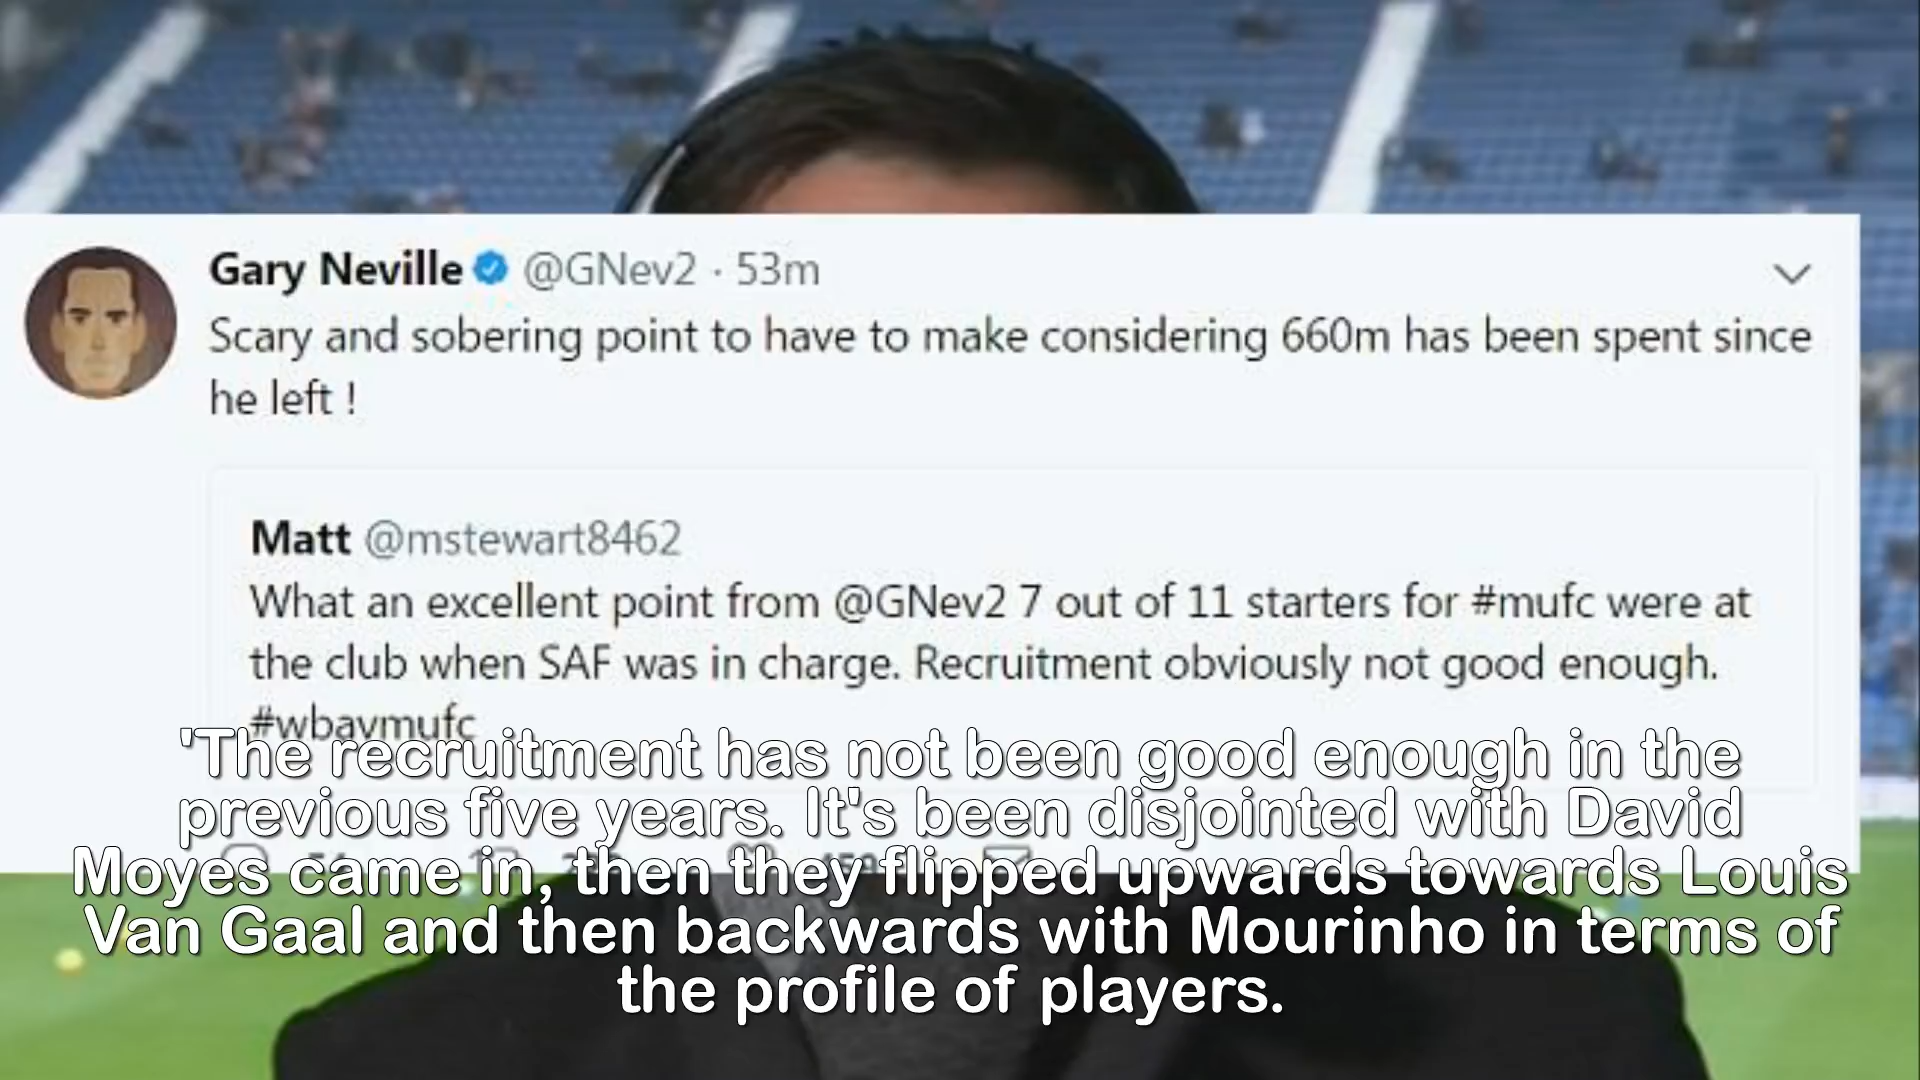 Gary Neville @GNev2 · 53m
Scary and sobering point to have to make considering 660m has been spent since
he left !
Matt @mstewart8462
What an excellent point from @GNev2 7 out of 11 starters for #mufc were at
the club when SAF was in charge. Recruitment obviously not good enough.
#wbavmufc
'The recruitment has not been good enough in the
previous five years. It's been disjointed with David
Moyes came in, then they flipped upwards towards Louis
Van Gaal and then backwards with Mourinho in terms of
the profile of players.